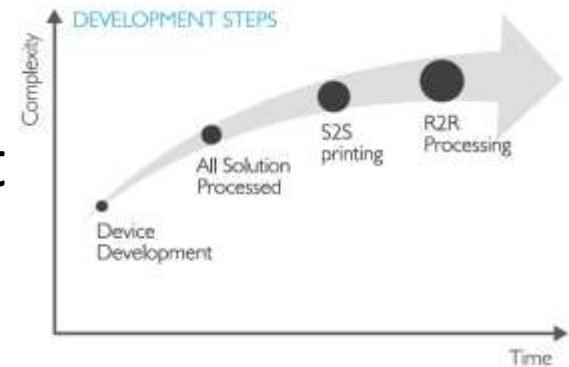 DEVELOPMENT STEPS
Complexity
t
Device
Development
All Solution
Processed
S2S
printing
R2R
Processing
Time